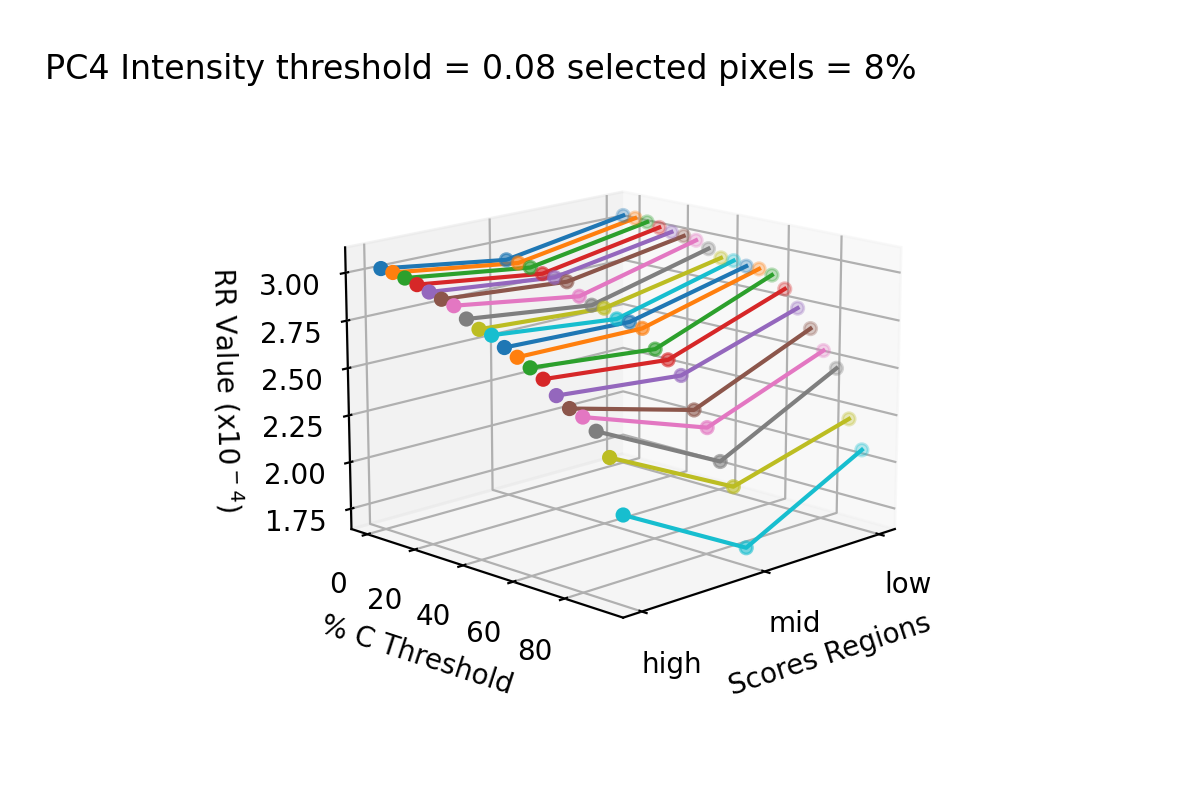 PC4 Intensity threshold = 0.08 selected pixels = 8%
RR Value (x10⁻⁴)
3.00
2.75
2.50
2.25
2.00
1.75
0
20
40
60
80
% C Threshold
high
mid
low
Scores Regions